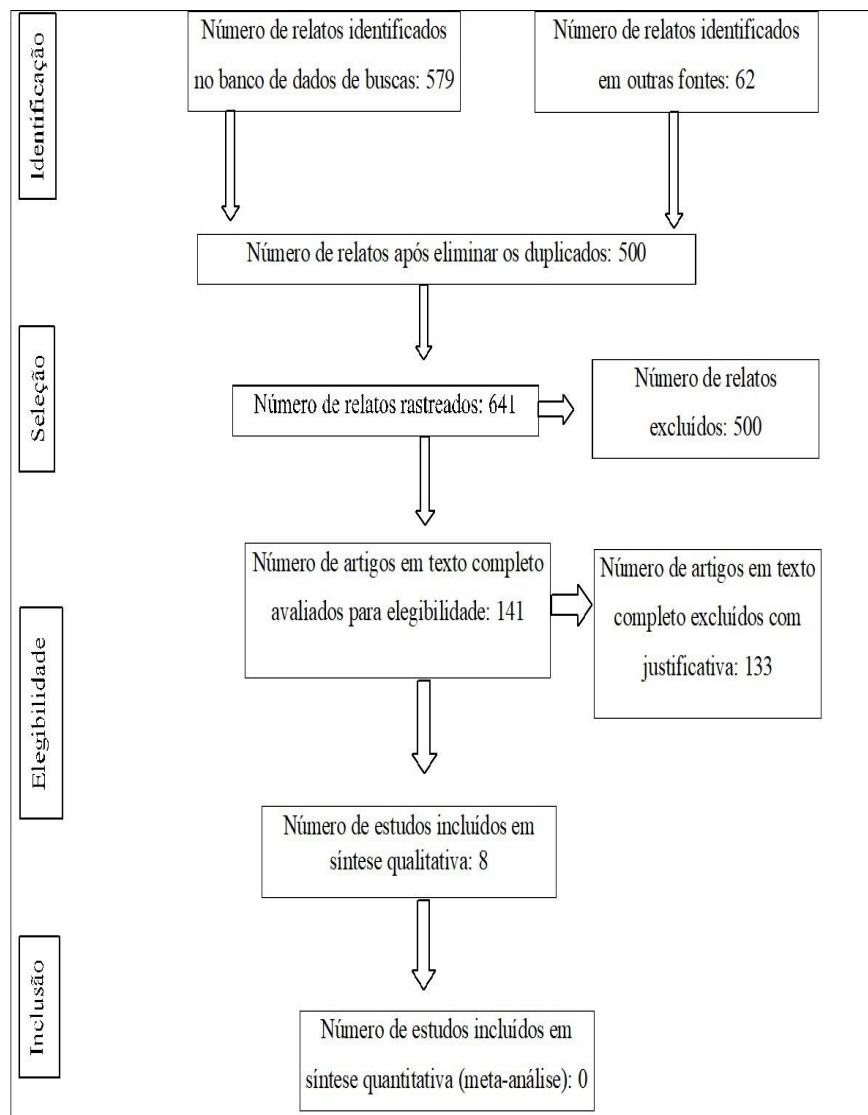 Identificação
Número de relatos identificados
no banco de dados de buscas: 579
Número de relatos identificados
em outras fontes: 62
Número de relatos após eliminar os duplicados: 500
Seleção
Número de relatos rastreados: 641
Número de relatos
excluídos: 500
Elegibilidade
Número de artigos em texto completo
avaliados para elegibilidade: 141
Número de artigos em texto
completo excluídos com
justificativa: 133
Número de estudos incluídos em
síntese qualitativa: 8
Inclusão
Número de estudos incluídos em
síntese quantitativa (meta-análise): 0